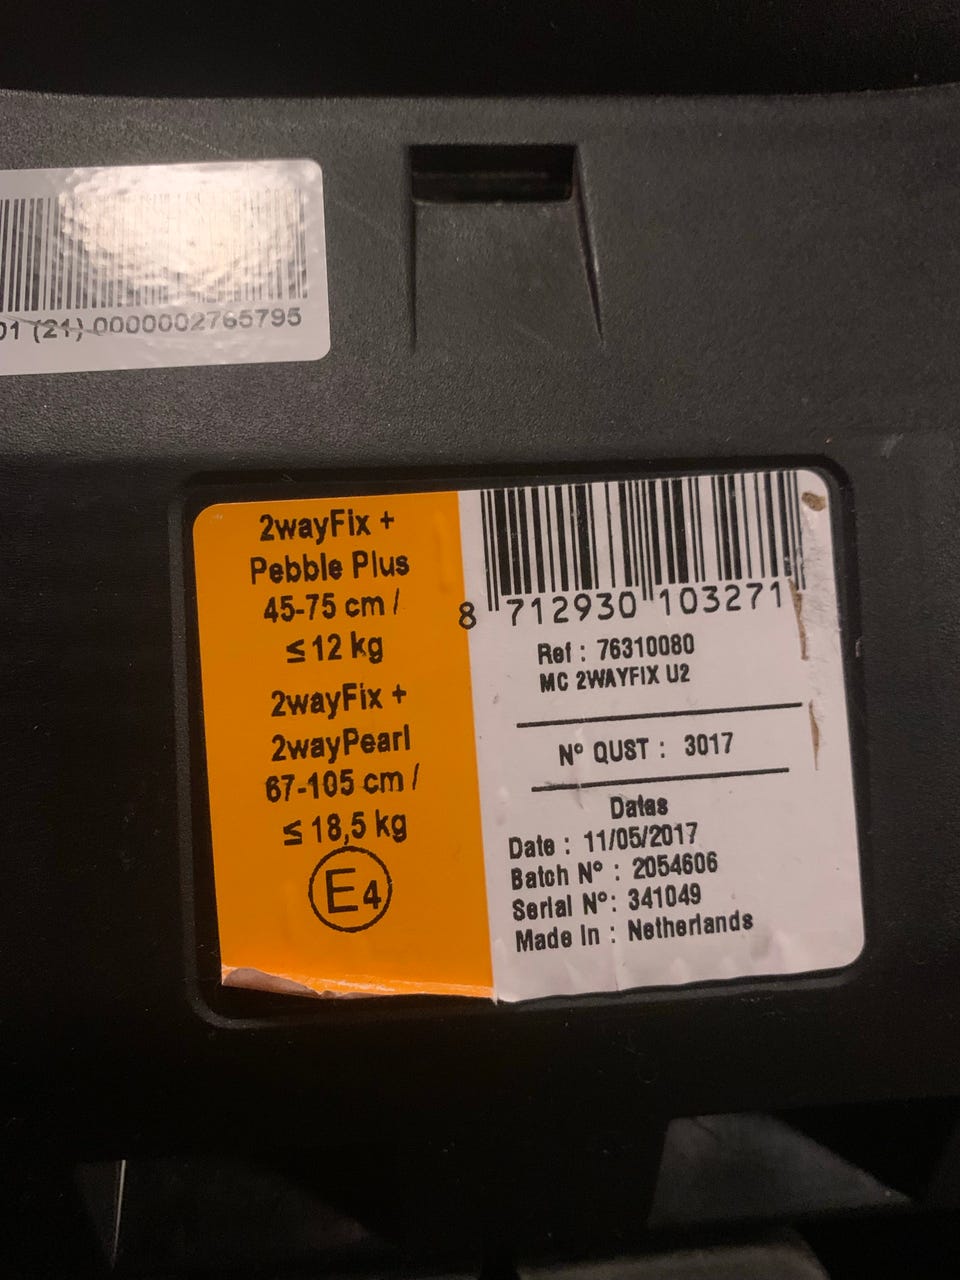 01 (21) 0000002765795
2wayFix +
Pebble Plus
45-75 cm /
≤ 12 kg
2wayFix +
2wayPearl
67-105 cm /
≤ 18,5 kg
E4
8 712930 103271
Ref : 76310080
MC 2WAYFIX U2
N° QUST : 3017
Datas
Date : 11/05/2017
Batch N° : 2054606
Serial N°: 341049
Made In : Netherlands